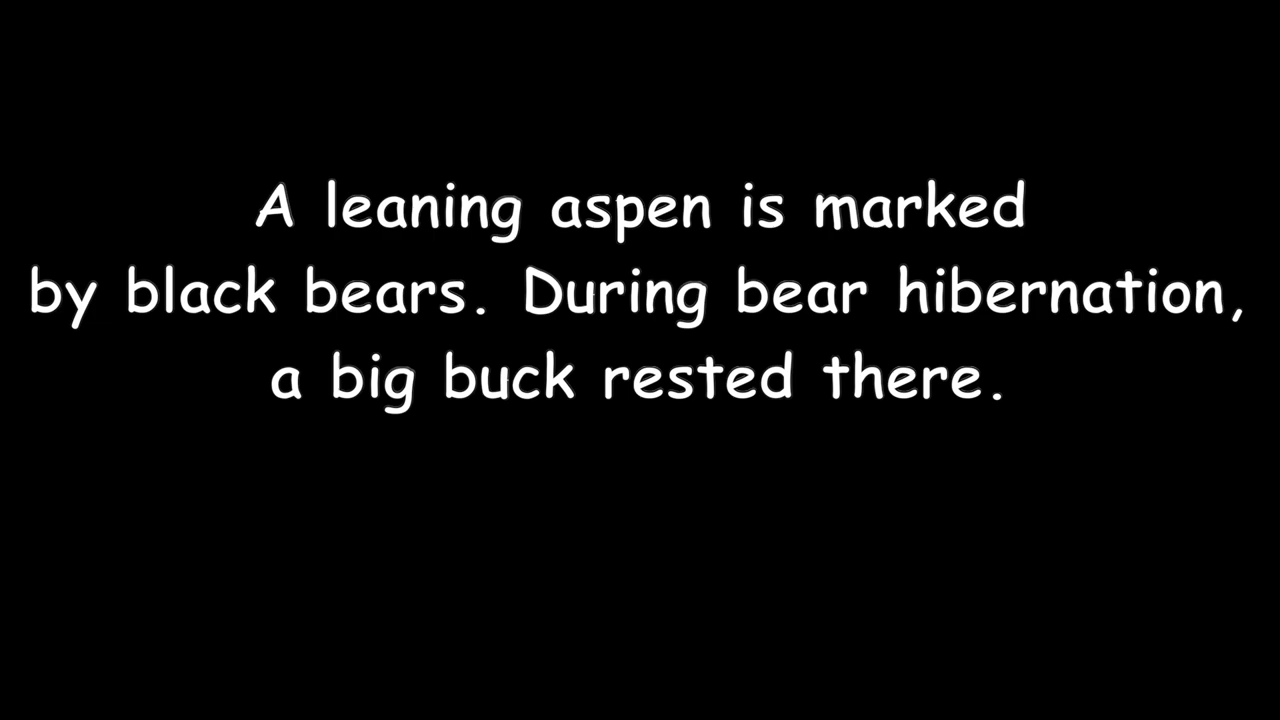 A leaning aspen is marked
by black bears. During bear hibernation,
a big buck rested there.